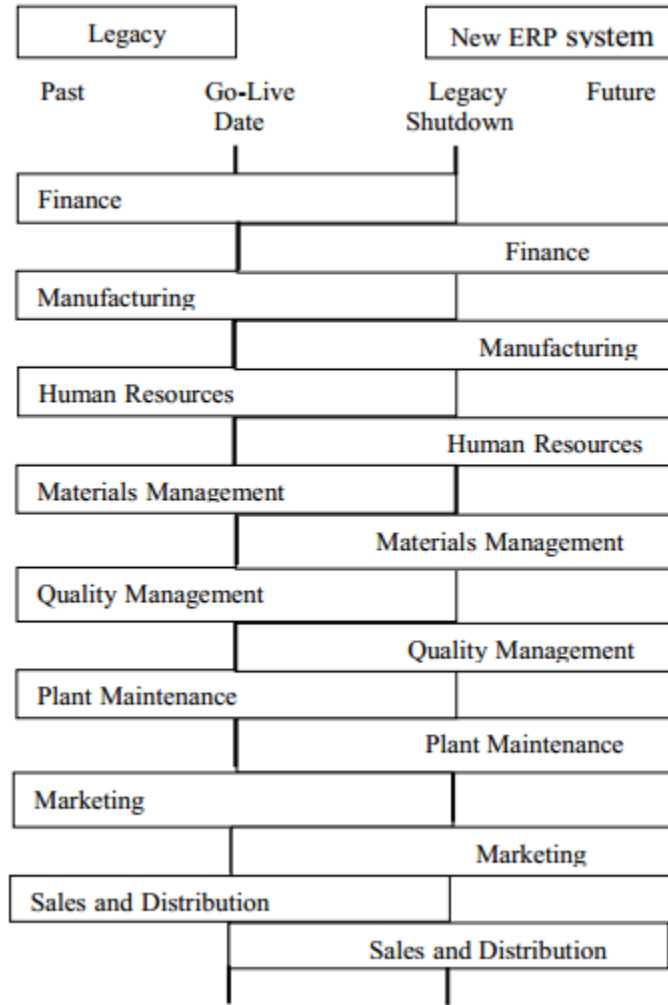 Legacy
New ERP system
Past
Go-Live
Date
Legacy
Shutdown
Future
Finance
Finance
Manufacturing
Manufacturing
Human Resources
Human Resources
Materials Management
Materials Management
Quality Management
Quality Management
Plant Maintenance
Plant Maintenance
Marketing
Marketing
Sales and Distribution
Sales and Distribution